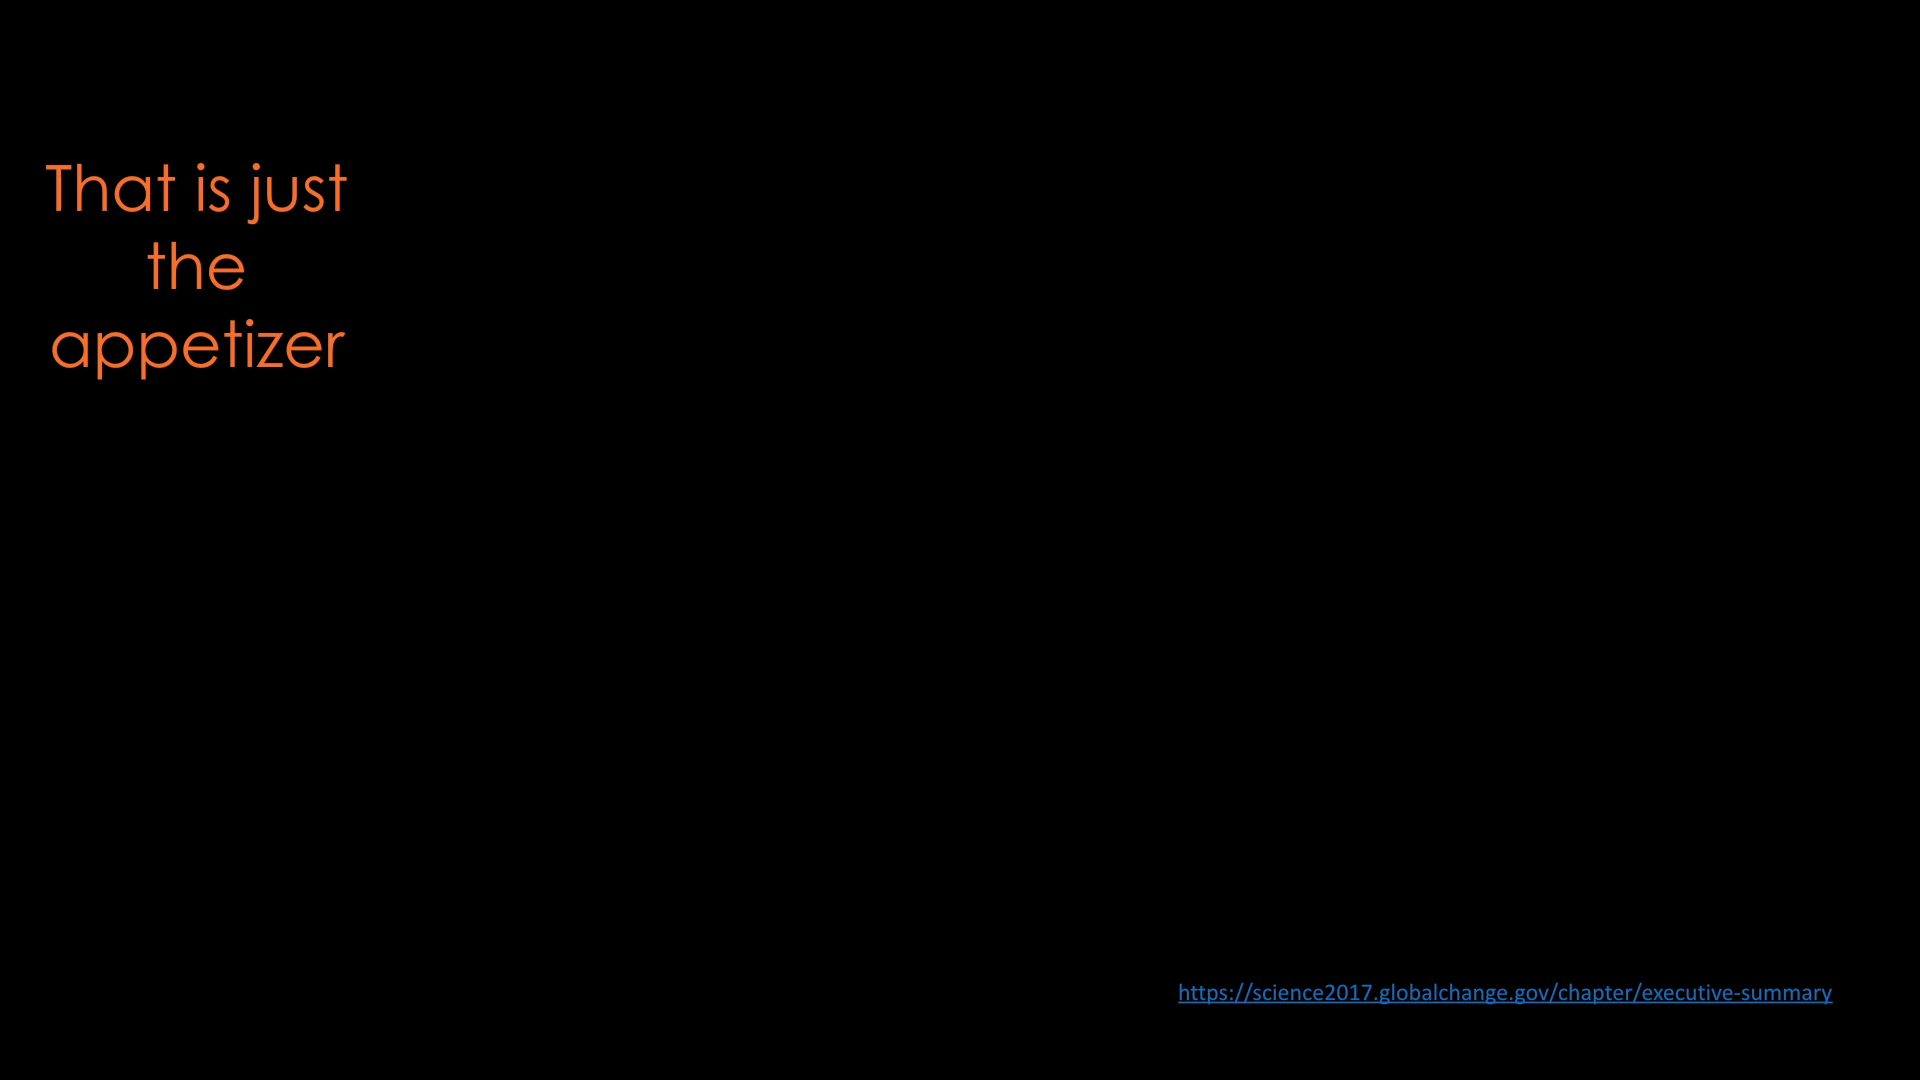 That is just
the
appetizer
https://science2017.globalchange.gov/chapter/executive-summary